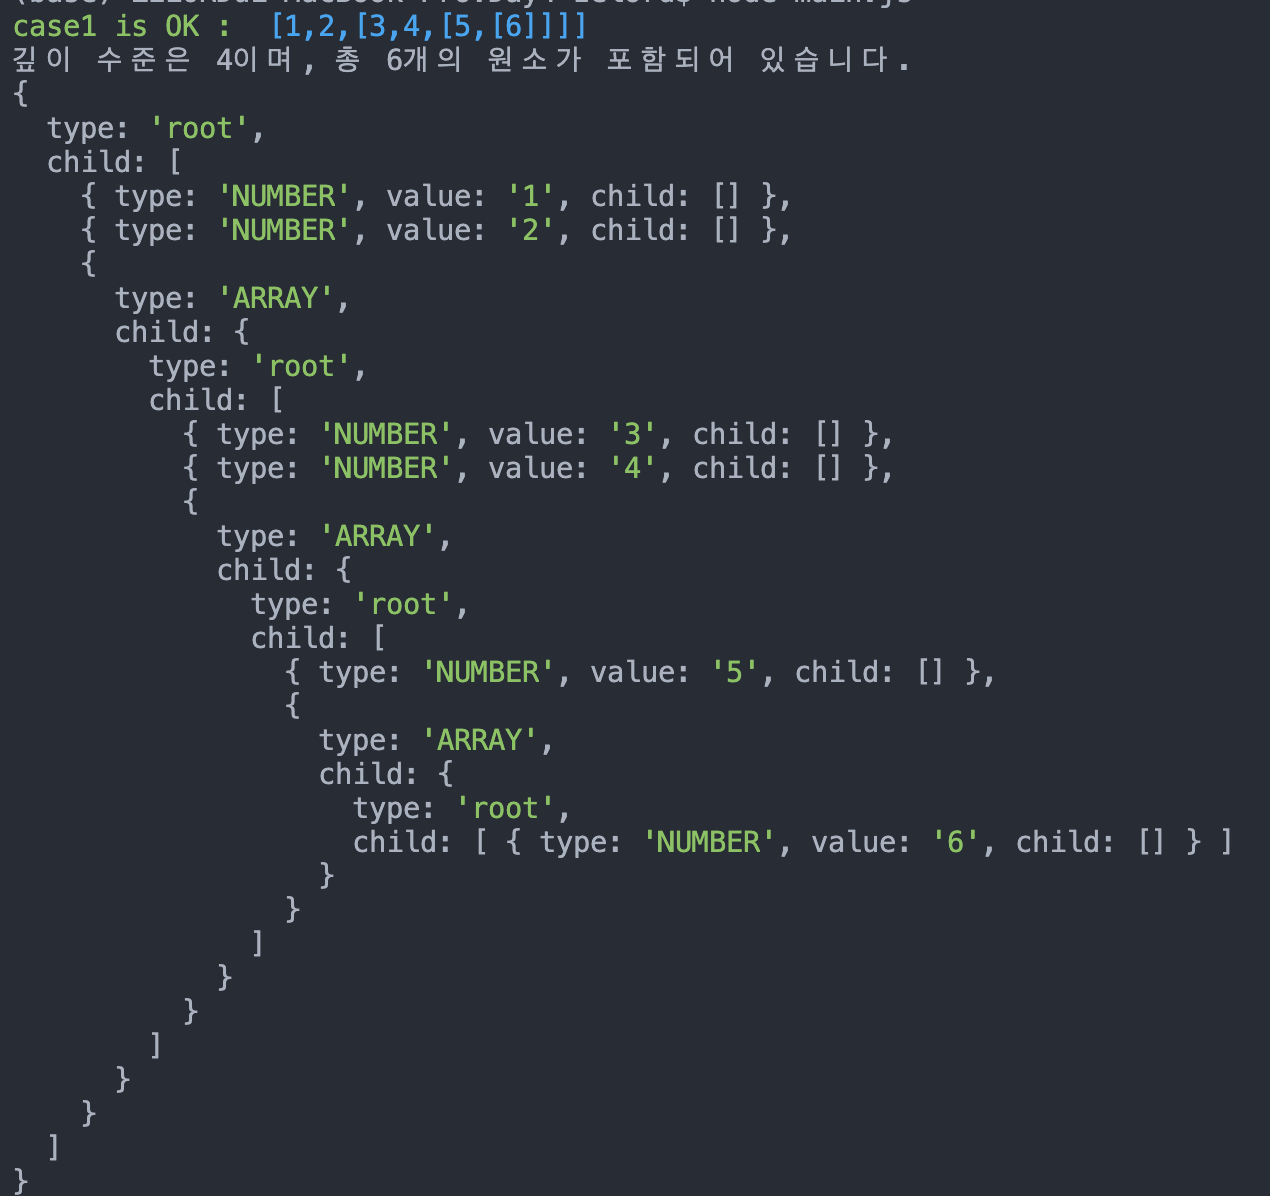 case1 is OK :  [1,2,[3,4,[5,[6]]]]
깊이 수준은 4이며, 총 6개의 원소가 포함되어 있습니다.
{
  type: 'root',
  child: [
    { type: 'NUMBER', value: '1', child: [] },
    { type: 'NUMBER', value: '2', child: [] },
    {
      type: 'ARRAY',
      child: {
        type: 'root',
        child: [
          { type: 'NUMBER', value: '3', child: [] },
          { type: 'NUMBER', value: '4', child: [] },
          {
            type: 'ARRAY',
            child: {
              type: 'root',
              child: [
                { type: 'NUMBER', value: '5', child: [] },
                {
                  type: 'ARRAY',
                  child: {
                    type: 'root',
                    child: [ { type: 'NUMBER', value: '6', child: [] } ]
                  }
                }
              ]
            }
          }
        ]
      }
    }
  ]
}